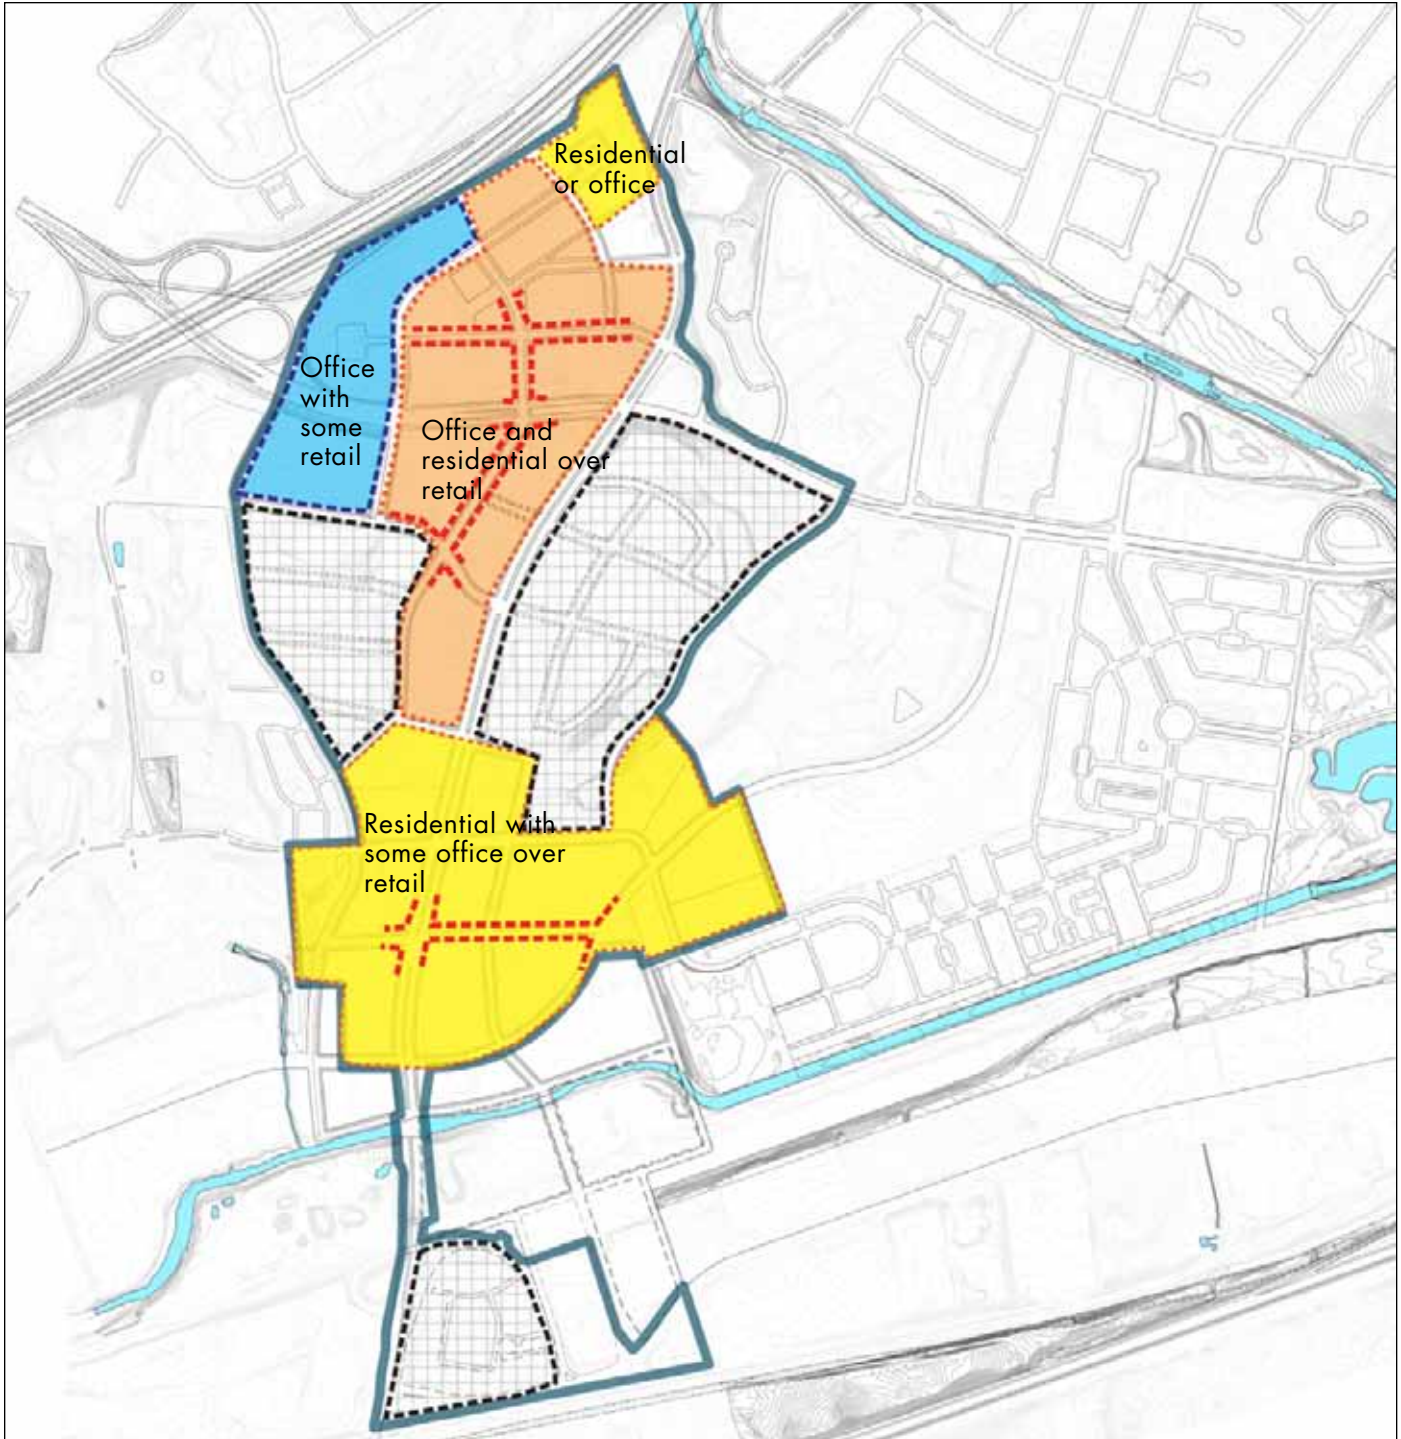 Residential
or office
Office
with
some
retail
Office and
residential over
retail
Residential with
some office over
retail